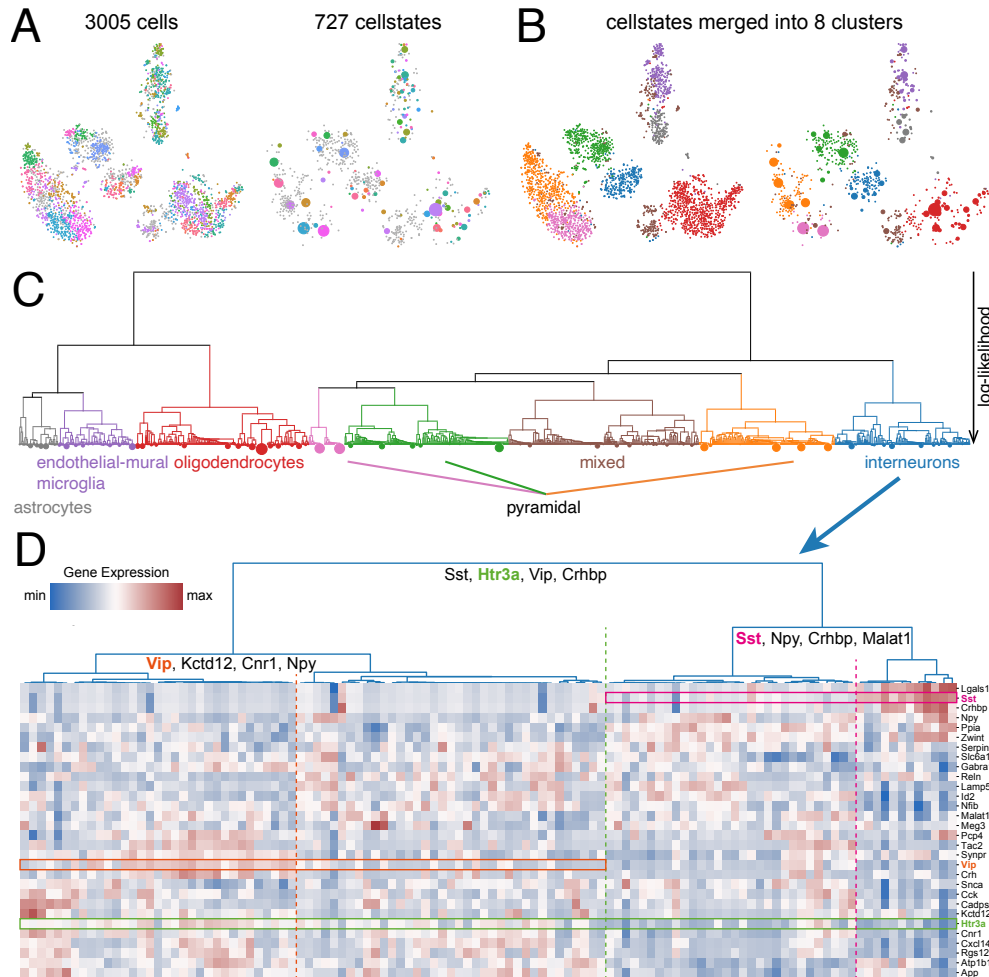 A
3005 cells
727 cellstates
B
cellstates merged into 8 clusters
C
log-likelihood
endothelial-mural
oligodendrocytes
mixed
interneurons
microglia
astrocytes
pyramidal
D
Gene Expression
min
max
Sst, Htr3a, Vip, Crhbp
Vip, Kctd12, Cnr1, Npy
Sst, Npy, Crhbp, Malat1
Lgals1
Sst
Crhbp
Npy
Ppia
Zwint
Serpin
Slc6a1
Gabra
Reln
Lamp5
Id2
Nfib
Malat1
Meg3
Pcp4
Tac2
Synpr
Vip
Crh
Snca
Cck
Cadps
Kctd12
Htr3a
Cnr1
Cxcl14
Rgs12
Atp1b1
App